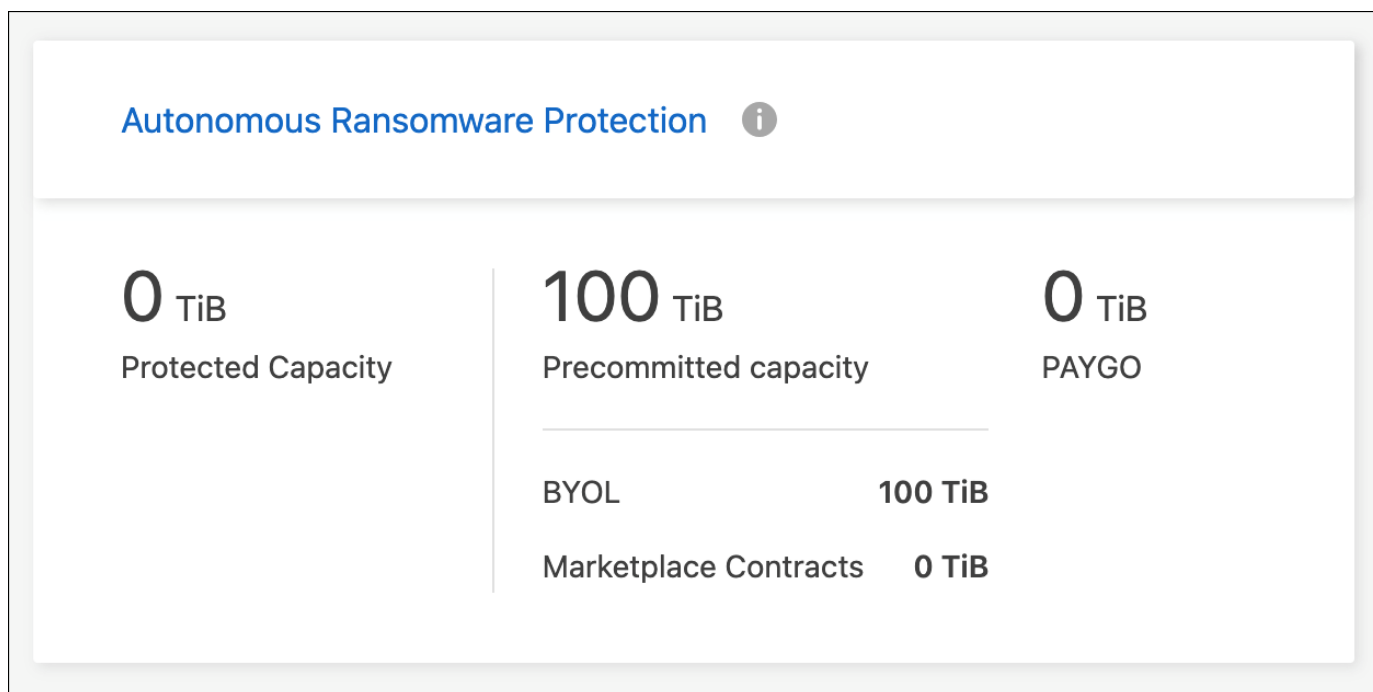 Autonomous Ransomware Protection
0 TiB
Protected Capacity
100 TiB
Precommitted capacity
BYOL 100 TiB
Marketplace Contracts 0 TiB
0 TiB
PAYGO